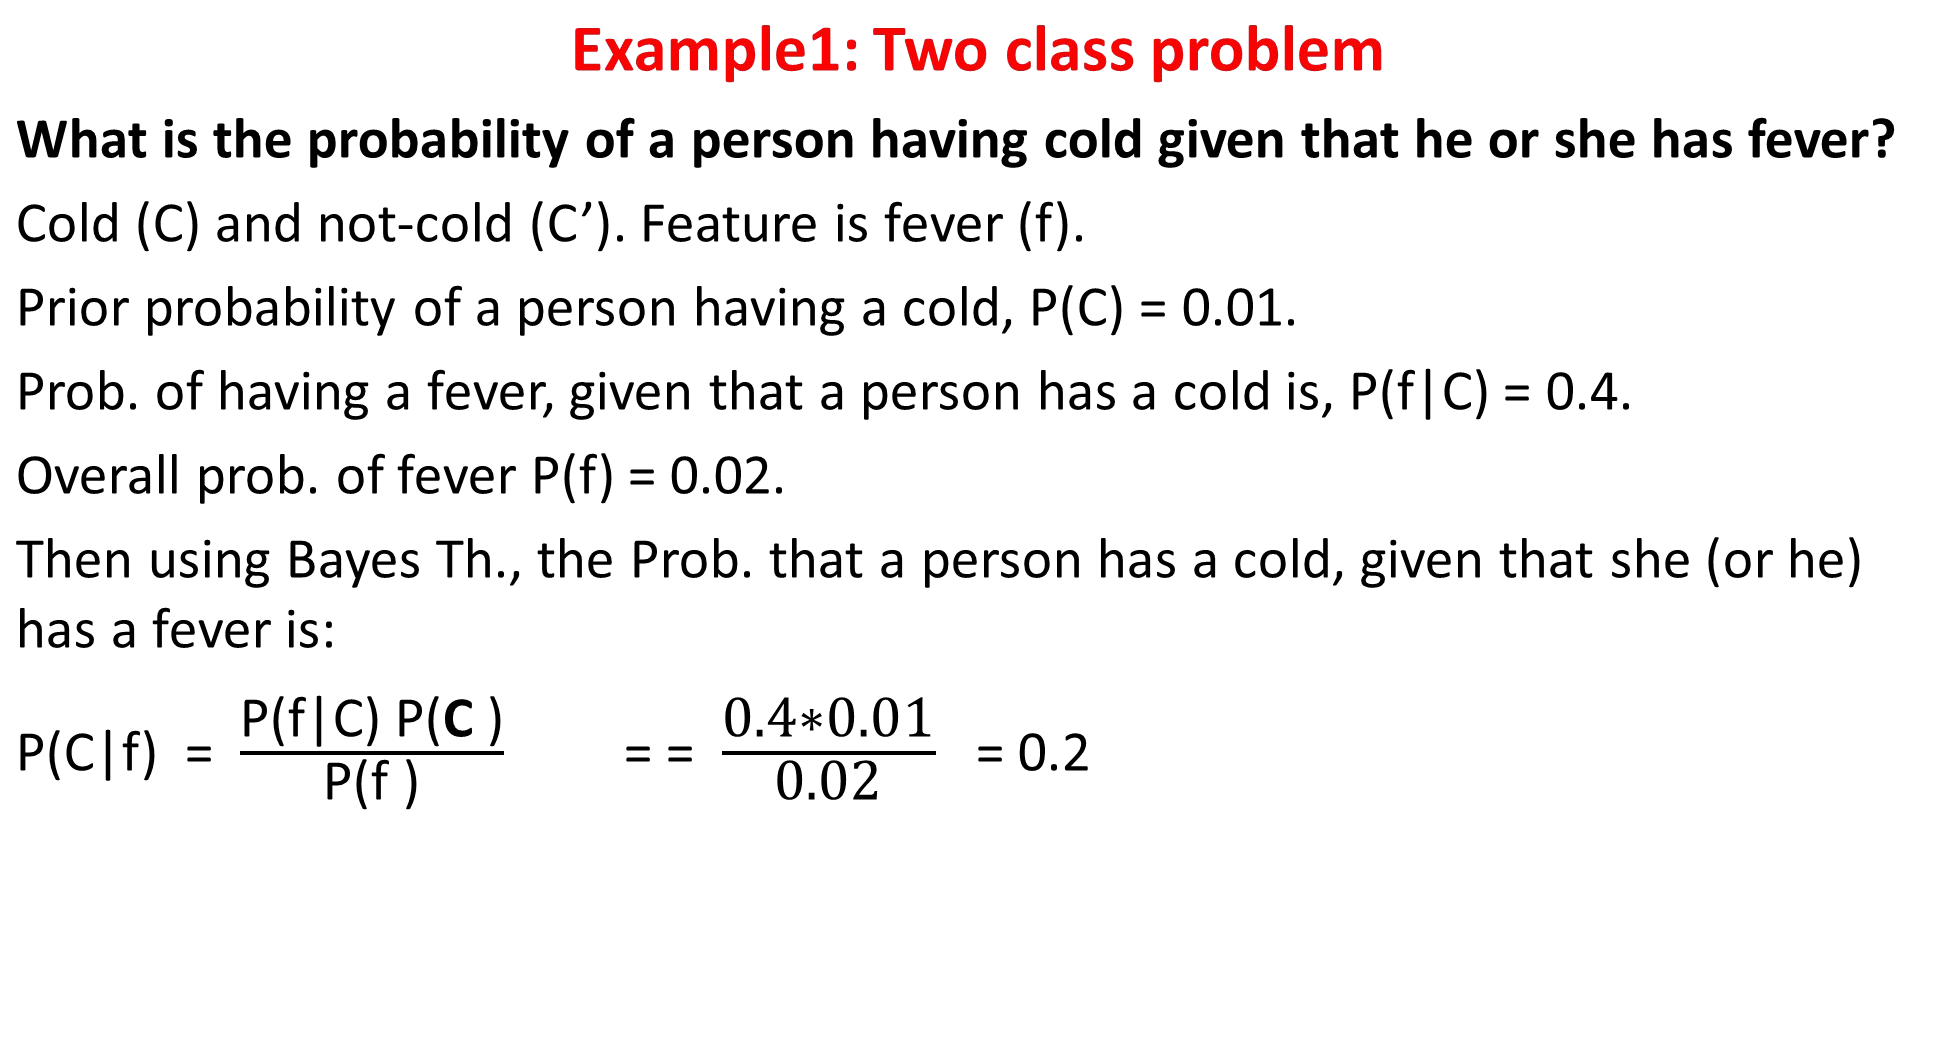 Example1: Two class problem
What is the probability of a person having cold given that he or she has fever?
Cold (C) and not-cold (C’). Feature is fever (f).
Prior probability of a person having a cold, P(C) = 0.01.
Prob. of having a fever, given that a person has a cold is, P(f|C) = 0.4.
Overall prob. of fever P(f) = 0.02.
Then using Bayes Th., the Prob. that a person has a cold, given that she (or he)
has a fever is:
P(f|C) P(C ) 0.4∗0.01
P(C|f) = = = = 0.2
P(f ) 0.02